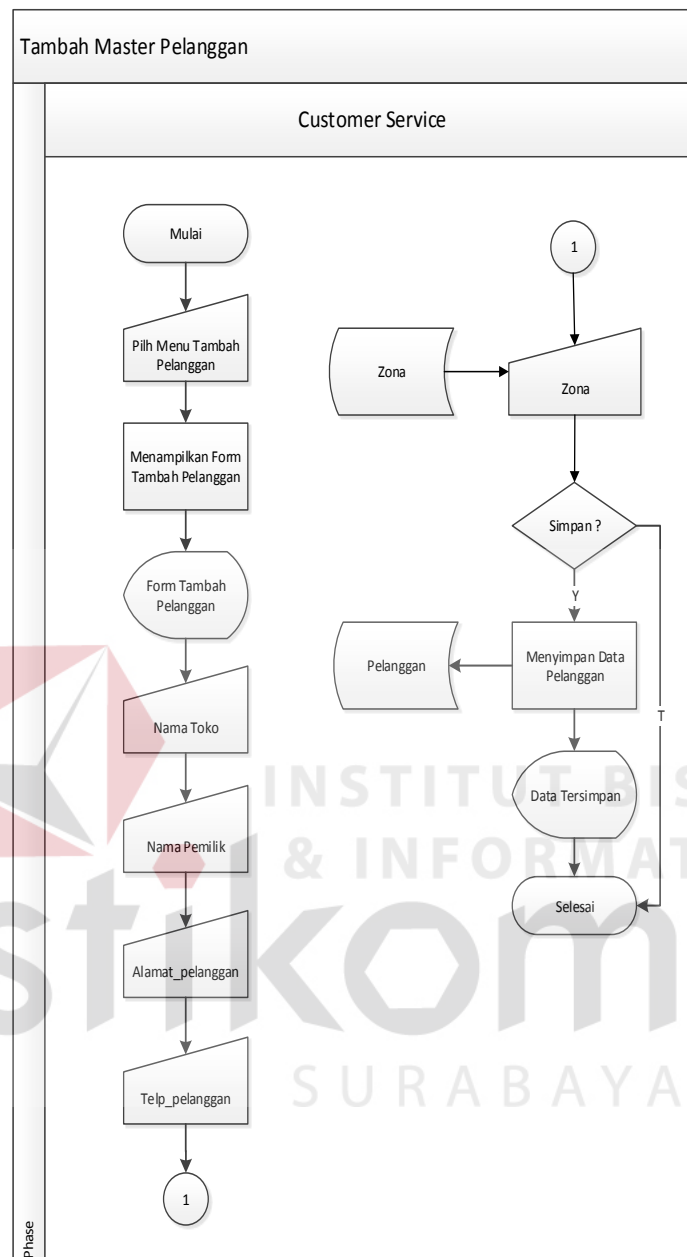 Tambah Master Pelanggan
Customer Service
Phase
Mulai
Pilh Menu Tambah
Pelanggan
Menampilkan Form
Tambah Pelanggan
Form Tambah
Pelanggan
Nama Toko
Nama Pemilik
Alamat_pelanggan
Telp_pelanggan
1
1
Zona
Zona
Simpan ?
Y
T
Pelanggan
Menyimpan Data
Pelanggan
Data Tersimpan
Selesai
INSTITUT BIS
& INFORMAT
stikom
SURABAYA